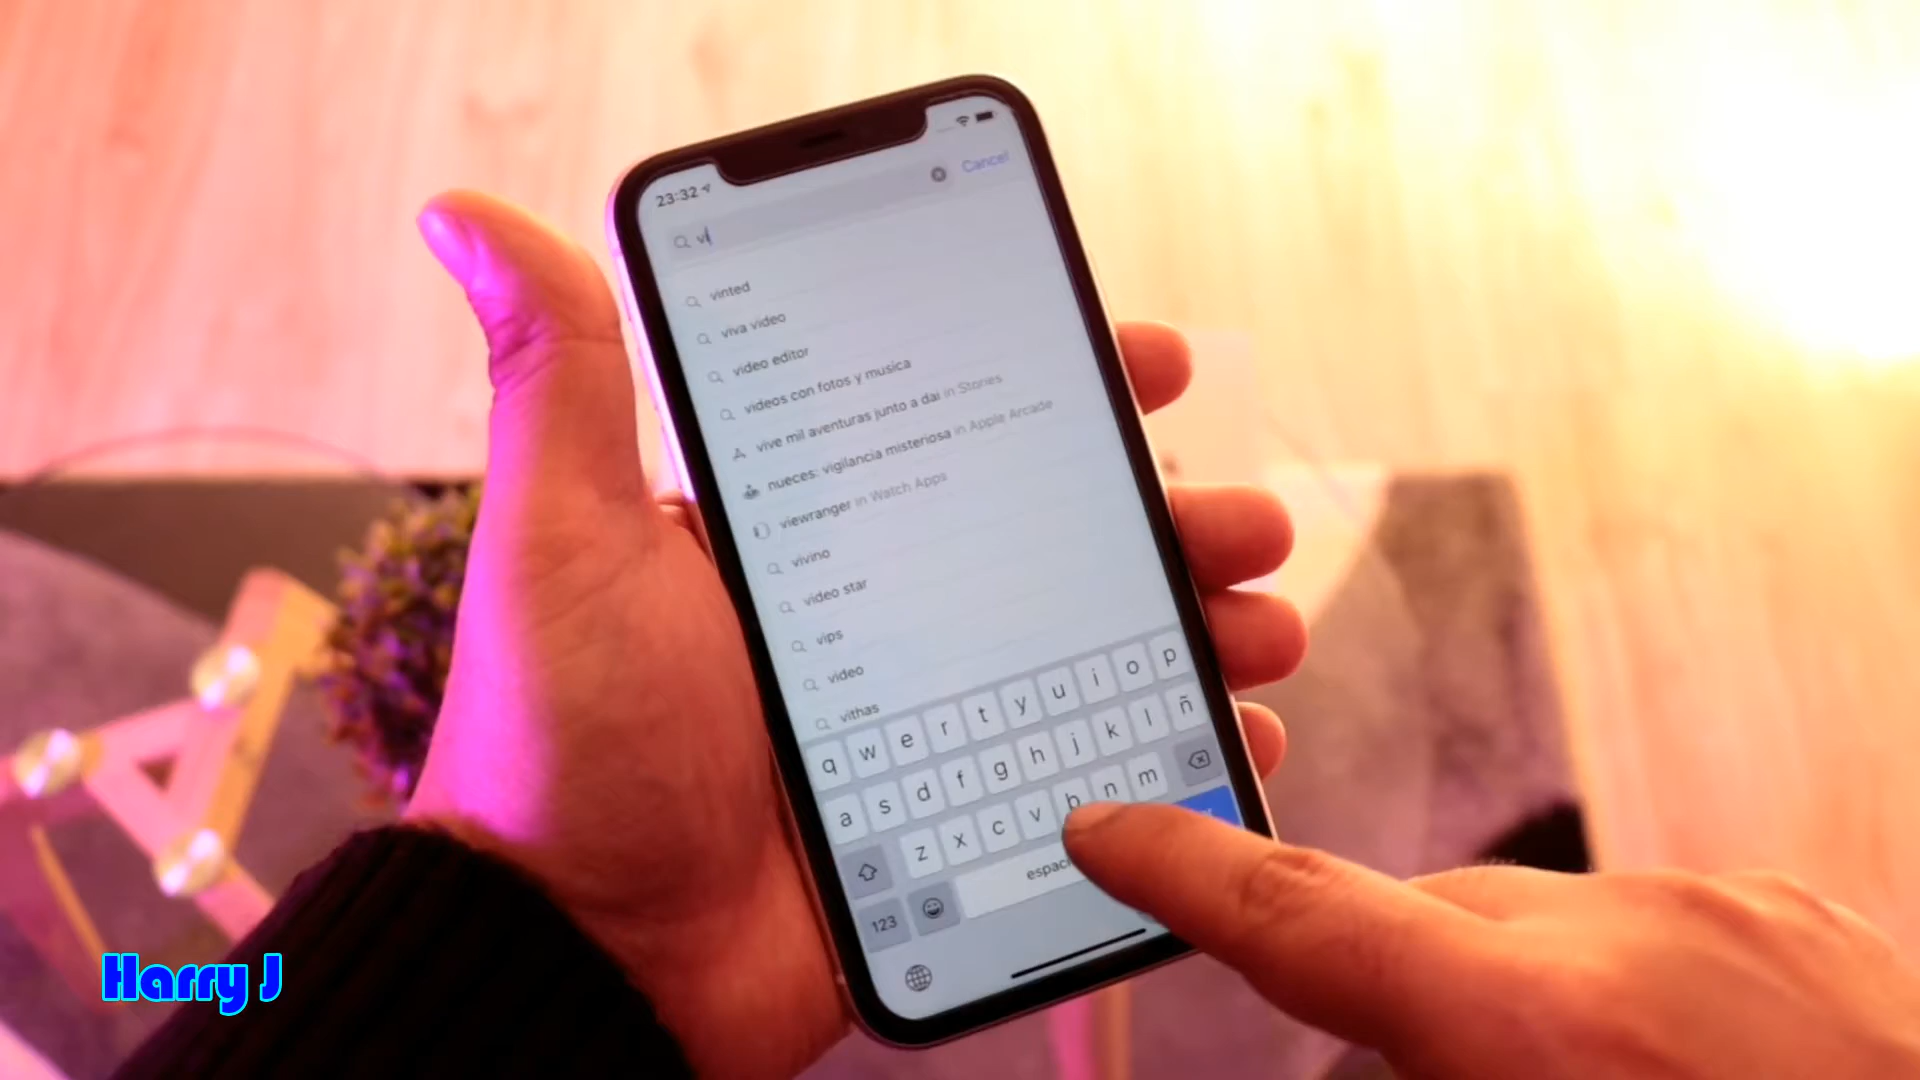 23:32
Cancel
vi
vinted
viva video
video editor
videos con fotos y musica
vive mil aventuras junto a dai in Stories
nueces: vigilancia misteriosa in Apple Arcade
viewranger in Watch Apps
vivino
video star
vips
video
vithas
q w e r t y u i o p
a s d f g h j k l ñ
z x c v b n m
123
Harry J